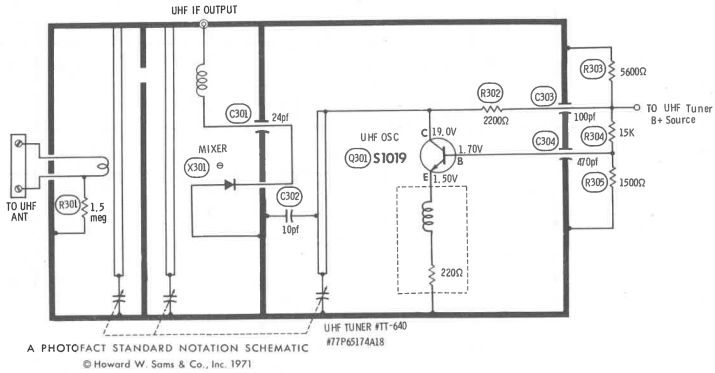 UHF IF OUTPUT
R303
5600Ω
R302
2200Ω
C303
100pf
TO UHF Tuner
B+ Source
C301
24pf
R304
15K
UHF OSC
C
19.0V
C304
470pf
MIXER
X301
Q301 S1019
1.70V
B
E
1.50V
R305
1500Ω
C302
10pf
TO UHF
ANT
R301
1.5
meg
220Ω
UHF TUNER #TT-640
#77P65174A18
A PHOTOFACT STANDARD NOTATION SCHEMATIC
© Howard W. Sams & Co., Inc. 1971